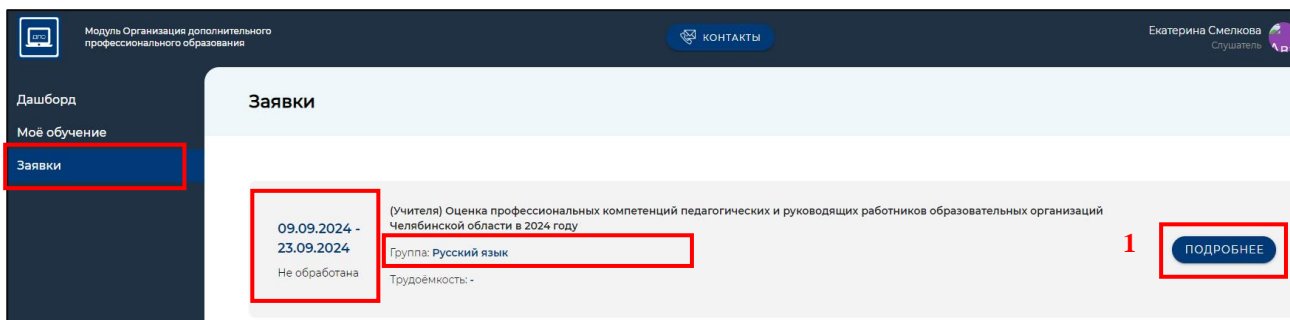 дпо
Модуль Организация дополнительного
профессионального образования
КОНТАКТЫ
Екатерина Смелкова
Слушатель
Дашборд
Моё обучение
Заявки
Заявки
09.09.2024 -
23.09.2024
Не обработана
(Учителя) Оценка профессиональных компетенций педагогических и руководящих работников образовательных организаций
Челябинской области в 2024 году
Группа: Русский язык
Трудоёмкость: -
1
ПОДРОБНЕЕ